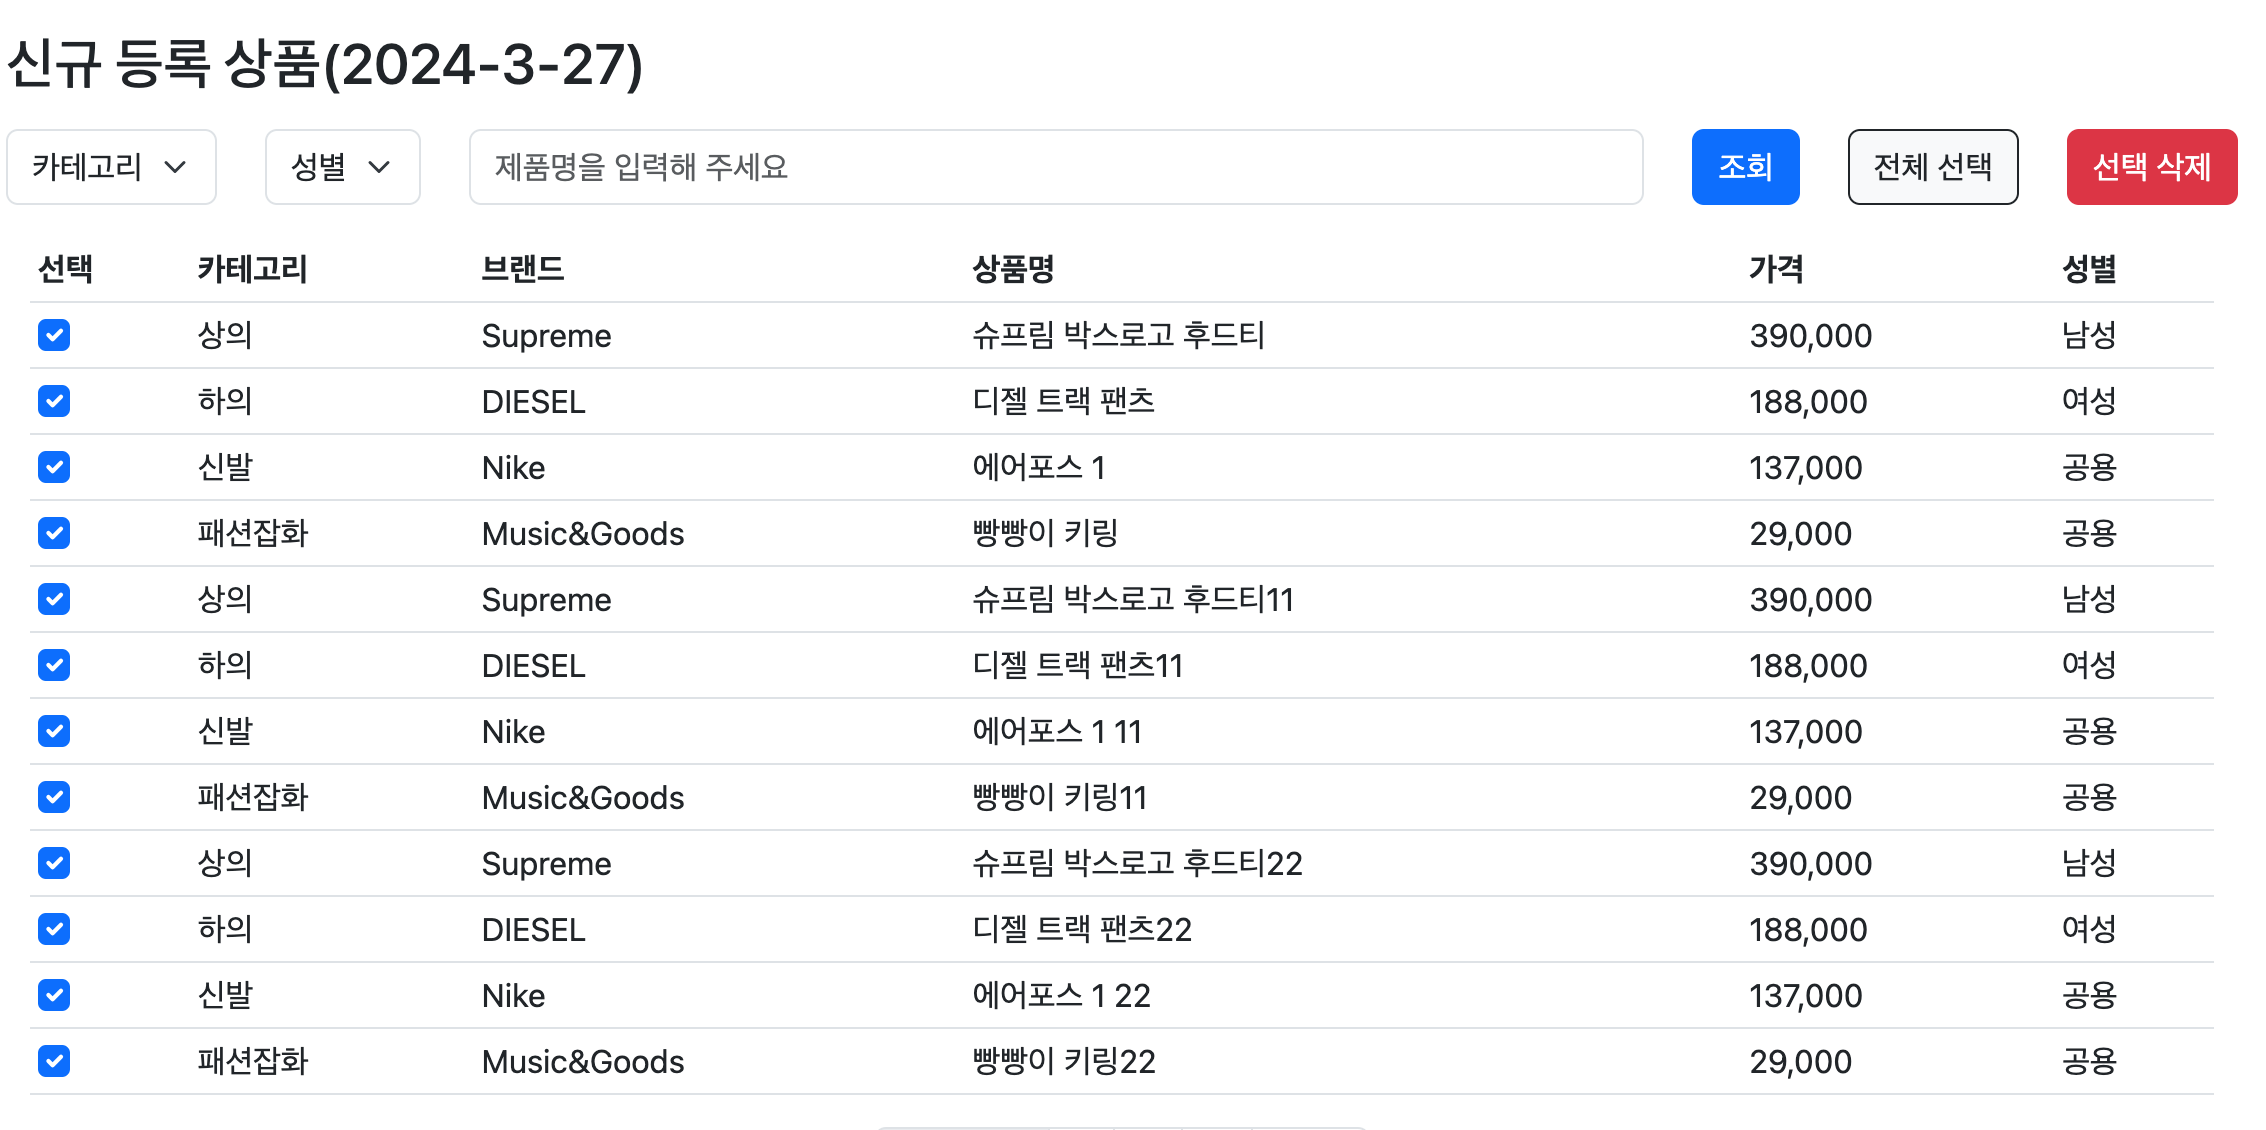 신규 등록 상품(2024-3-27)
카테고리 성별 제품명을 입력해 주세요 조회 전체 선택 선택 삭제
선택 카테고리 브랜드 상품명 가격 성별
상의 Supreme 슈프림 박스로고 후드티 390,000 남성
하의 DIESEL 디젤 트랙 팬츠 188,000 여성
신발 Nike 에어포스 1 137,000 공용
패션잡화 Music&Goods 빵빵이 키링 29,000 공용
상의 Supreme 슈프림 박스로고 후드티11 390,000 남성
하의 DIESEL 디젤 트랙 팬츠11 188,000 여성
신발 Nike 에어포스 1 11 137,000 공용
패션잡화 Music&Goods 빵빵이 키링11 29,000 공용
상의 Supreme 슈프림 박스로고 후드티22 390,000 남성
하의 DIESEL 디젤 트랙 팬츠22 188,000 여성
신발 Nike 에어포스 1 22 137,000 공용
패션잡화 Music&Goods 빵빵이 키링22 29,000 공용